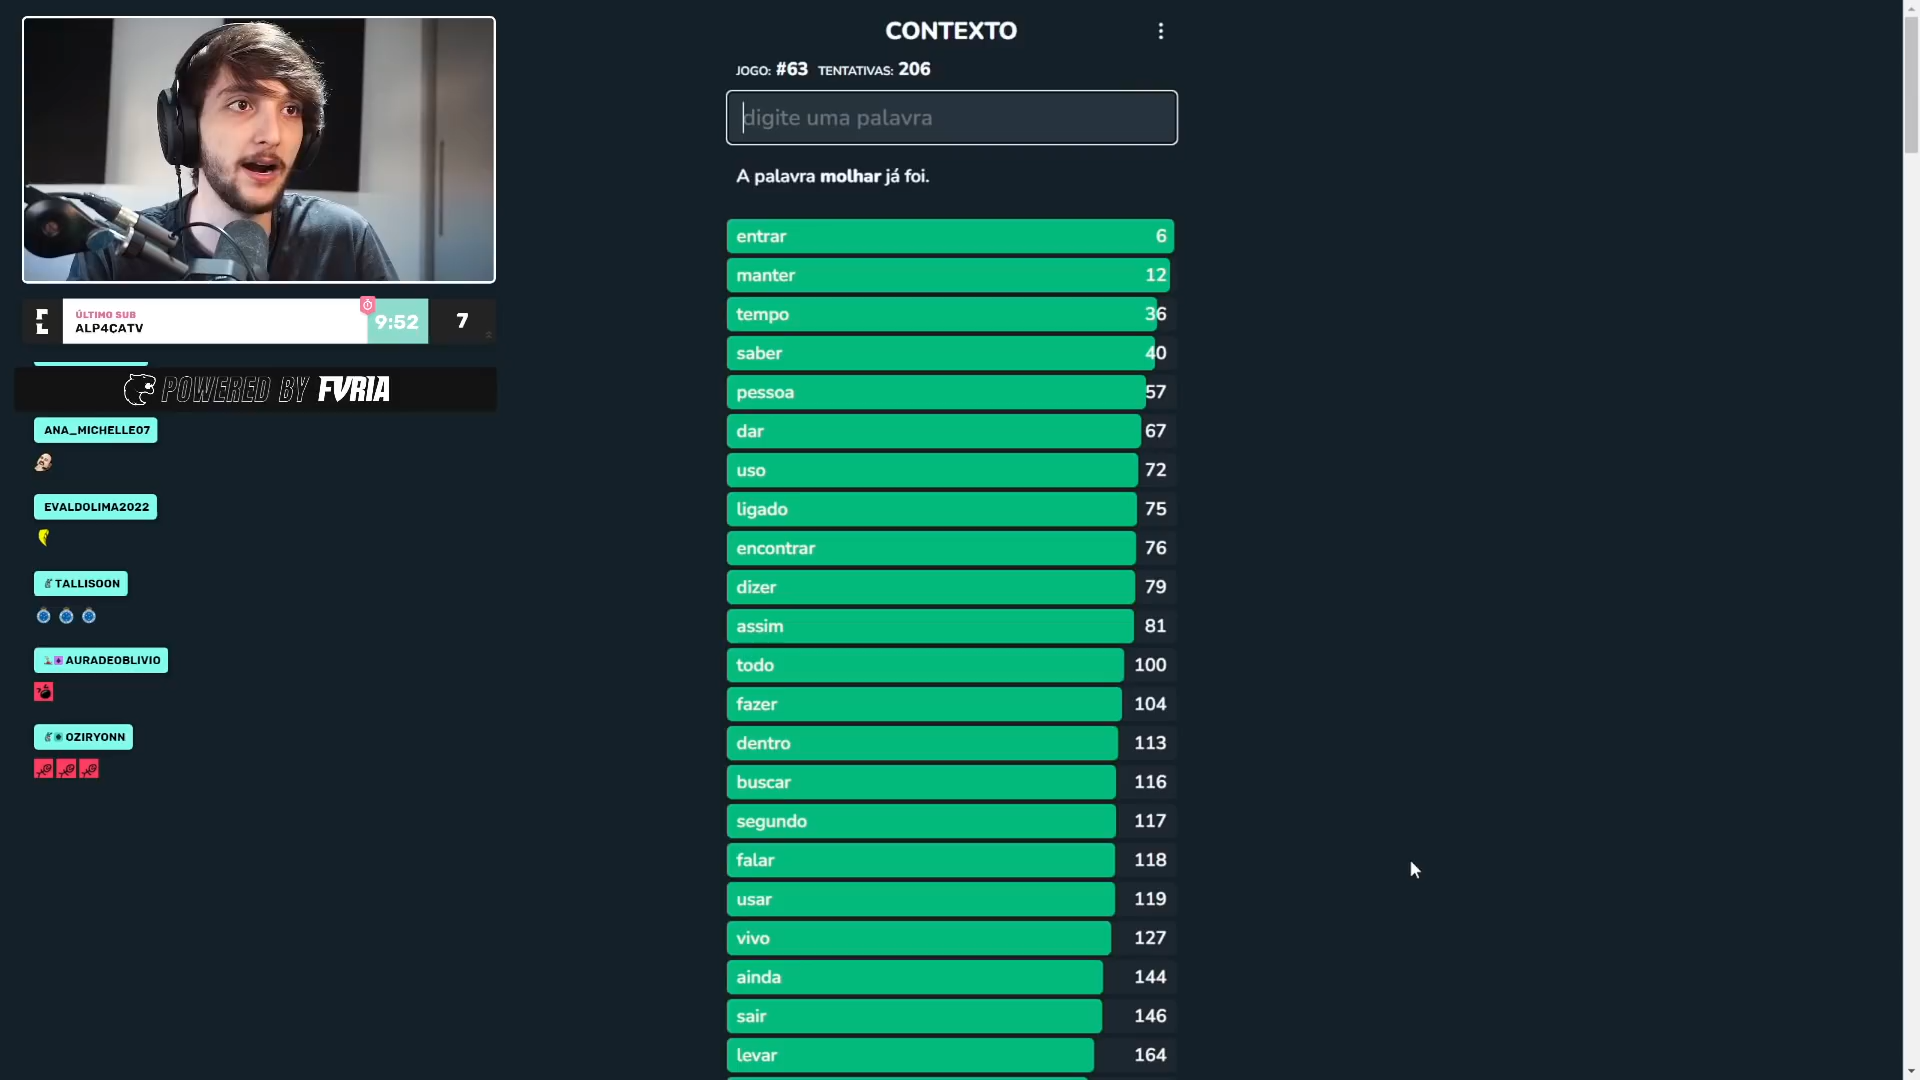 CONTEXTO
JOGO: #63 TENTATIVAS: 206
digite uma palavra
A palavra molhar já foi.
entrar 6
manter 12
tempo 36
saber 40
pessoa 57
dar 67
uso 72
ligado 75
encontrar 76
dizer 79
assim 81
todo 100
fazer 104
dentro 113
buscar 116
segundo 117
falar 118
usar 119
vivo 127
ainda 144
sair 146
levar 164
ÚLTIMO SUB
ALP4ÇATV
9:52
7
POWERED BY FVRIA
ANA_MICHELLE07
EVALDOLIMA2022
TALLISOON
AURADEOBLIVIO
OZIRYONN